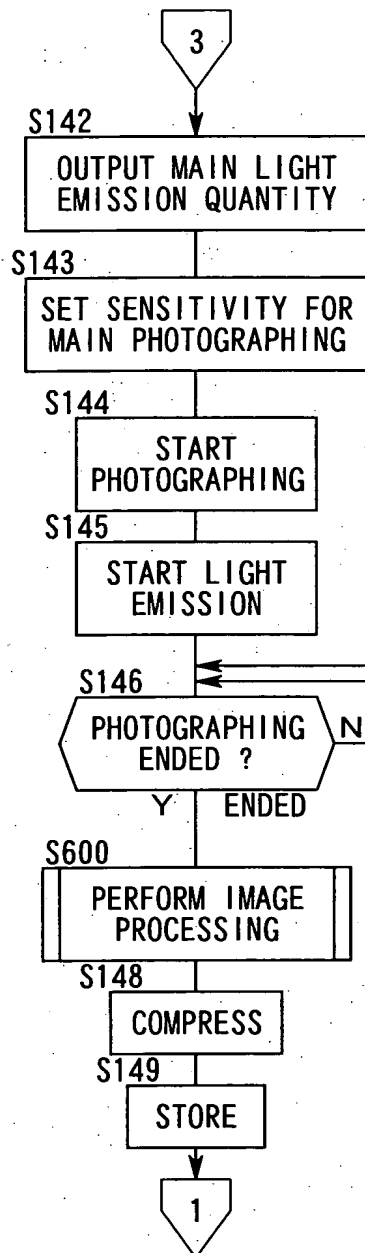 3
S142
OUTPUT MAIN LIGHT
EMISSION QUANTITY
S143
SET SENSITIVITY FOR
MAIN PHOTOGRAPHING
S144
START
PHOTOGRAPHING
S145
START LIGHT
EMISSION
S146
PHOTOGRAPHING
ENDED ?
N
Y ENDED
S600
PERFORM IMAGE
PROCESSING
S148
COMPRESS
S149
STORE
1